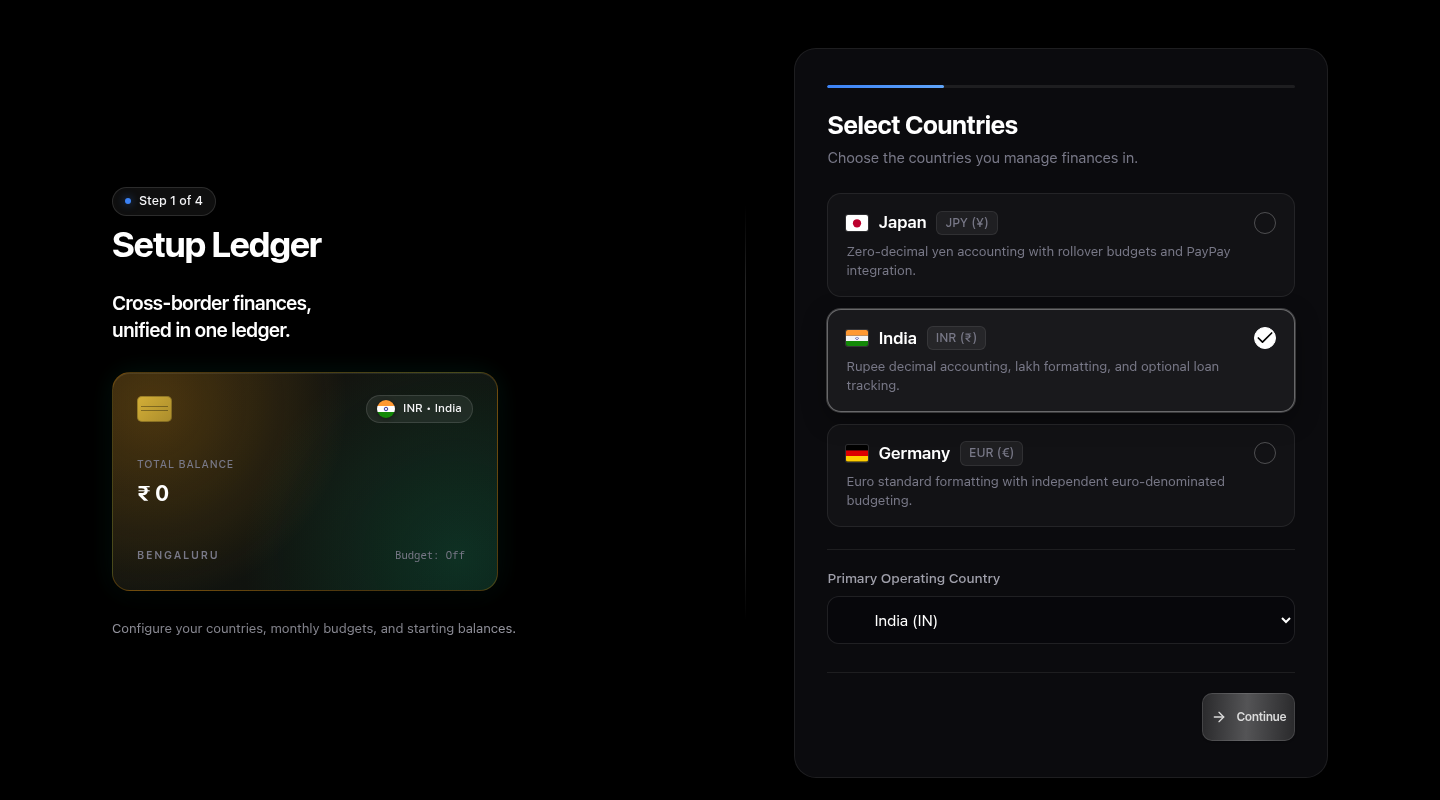 Step 1 of 4
Setup Ledger
Cross-border finances,
unified in one ledger.
INR • India
TOTAL BALANCE
₹ 0
BENGALURU
Budget: Off
Configure your countries, monthly budgets, and starting balances.
Select Countries
Choose the countries you manage finances in.
Japan JPY (¥)
Zero-decimal yen accounting with rollover budgets and PayPay
integration.
India INR (₹)
Rupee decimal accounting, lakh formatting, and optional loan
tracking.
Germany EUR (€)
Euro standard formatting with independent euro-denominated
budgeting.
Primary Operating Country
India (IN)
Continue